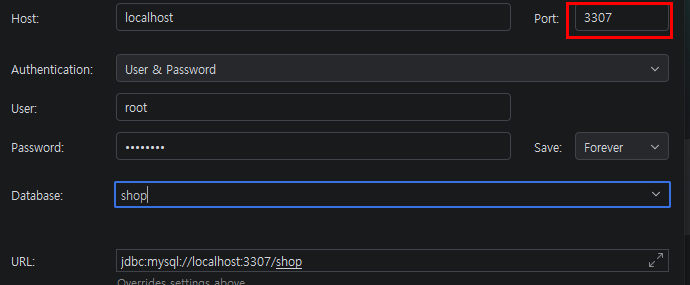 Host: localhost Port: 3307
Authentication: User & Password
User: root
Password: •••••••• Save: Forever
Database: shop
URL: jdbc:mysql://localhost:3307/shop
Overrides settings above